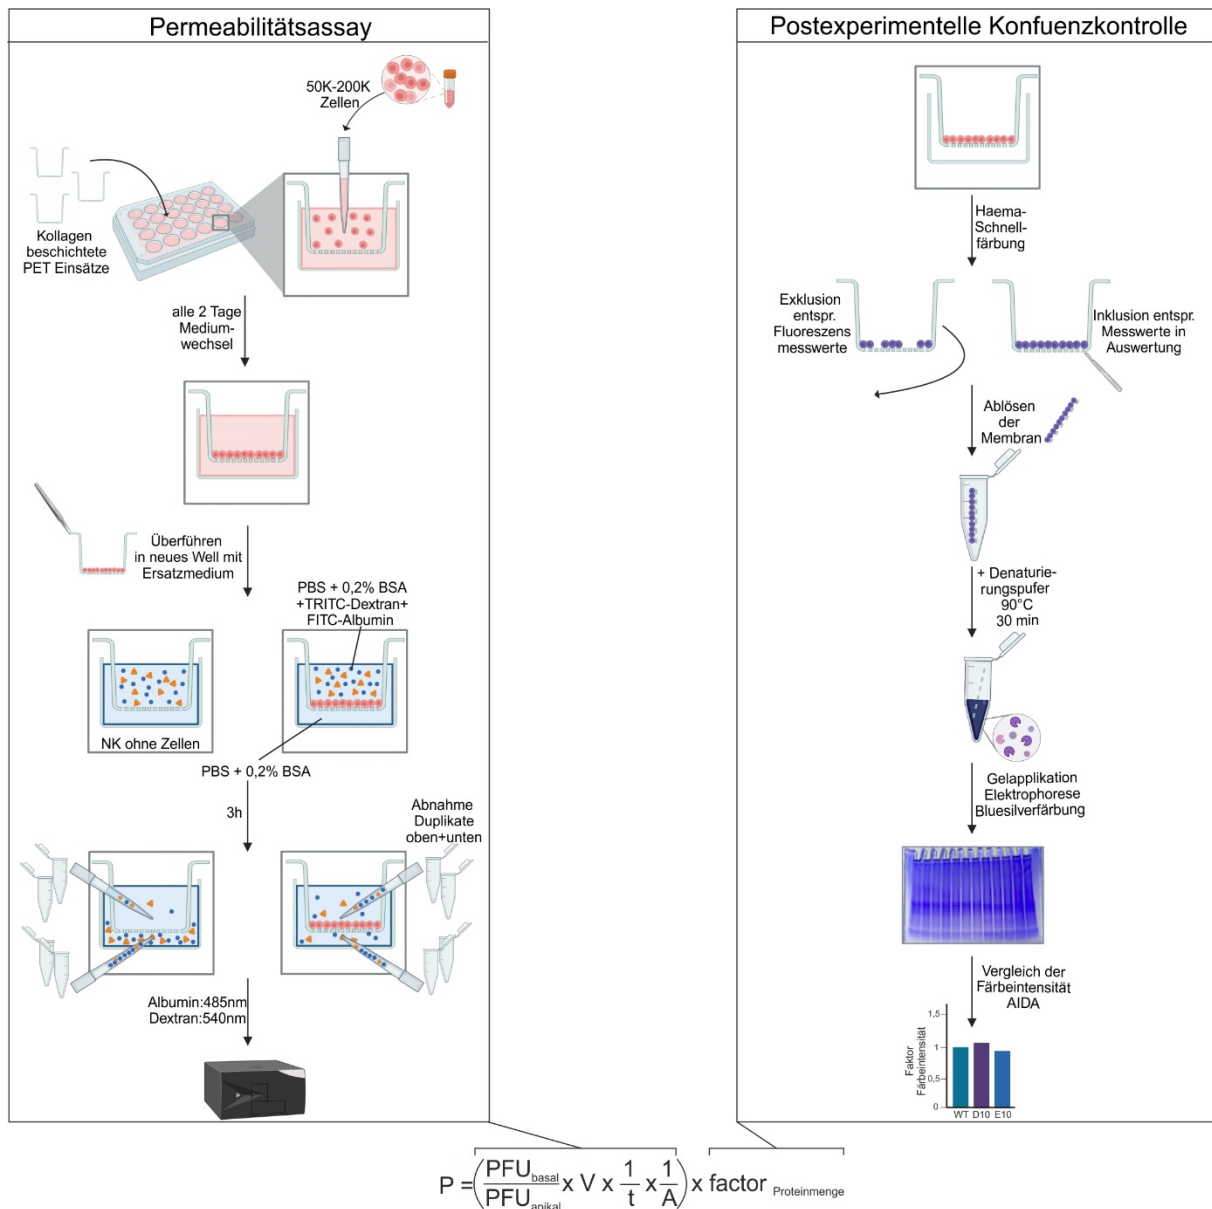 Permeabilitätsassay
50K-200K
Zellen
Kollagen
beschichtete
PET Einsätze
alle 2 Tage
Medium-
wechsel
Überführen
in neues Well mit
Ersatzmedium
PBS + 0,2% BSA
+TRITC-Dextran+
FITC-Albumin
NK ohne Zellen
PBS + 0,2% BSA
3h
Abnahme
Duplikate
oben+unten
Albumin:485nm
Dextran:540nm
Postexperimentelle Konfuenzkontrolle
Haema-
Schnell-
färbung
Exklusion
entspr.
Fluoreszens
messwerte
Inklusion entspr.
Messwerte in
Auswertung
Ablösen
der
Membran
+ Denaturie-
rungspufer
90°C
30 min
Gelapplikation
Elektrophorese
Bluesilverfärbung
Vergleich der
Färbeintensität
AIDA
Faktor
Färbeintensität
1,5
1
0,5
0
WT D10 E10
P = (PFU basal / PFU apikal x V x 1/t x 1/A) x factor Proteinmenge